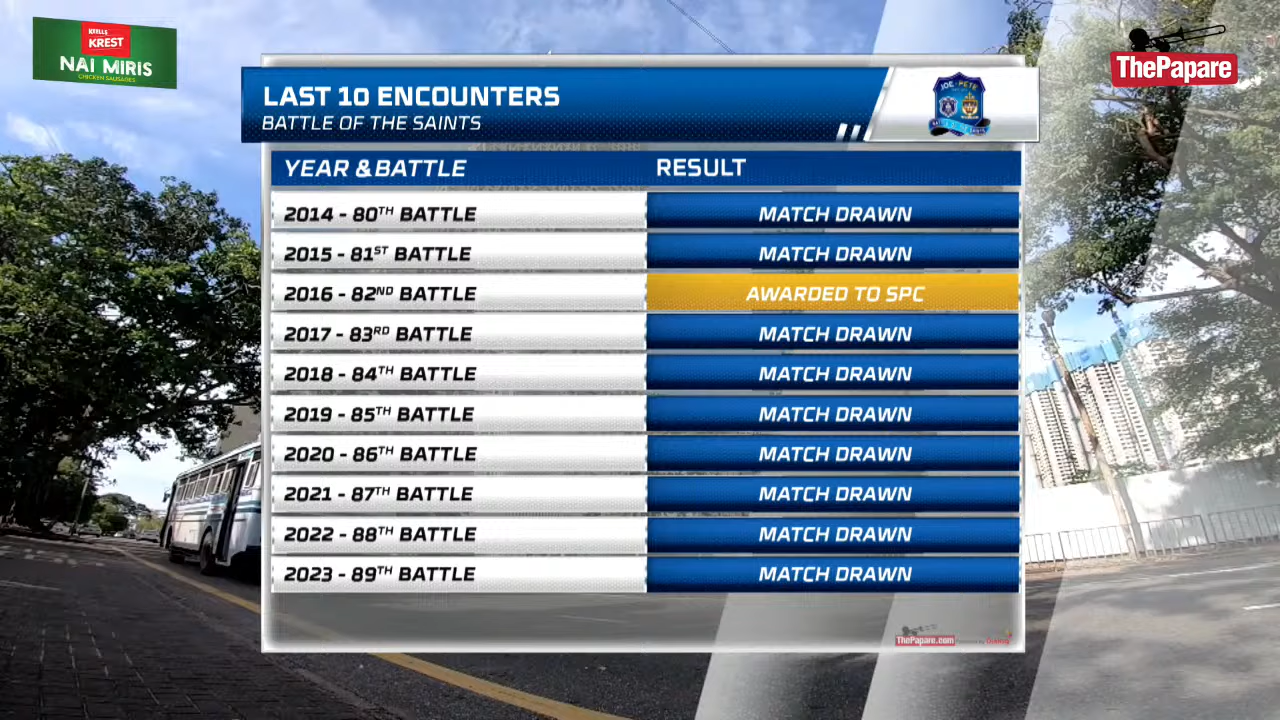 KEELLS
KREST
NAI MIRIS
CHICKEN SAUSAGES
ThePapare
LAST 10 ENCOUNTERS
BATTLE OF THE SAINTS
JOE - PETE
YEAR & BATTLE RESULT
2014 - 80TH BATTLE MATCH DRAWN
2015 - 81ST BATTLE MATCH DRAWN
2016 - 82ND BATTLE AWARDED TO SPC
2017 - 83RD BATTLE MATCH DRAWN
2018 - 84TH BATTLE MATCH DRAWN
2019 - 85TH BATTLE MATCH DRAWN
2020 - 86TH BATTLE MATCH DRAWN
2021 - 87TH BATTLE MATCH DRAWN
2022 - 88TH BATTLE MATCH DRAWN
2023 - 89TH BATTLE MATCH DRAWN
ThePapare.com